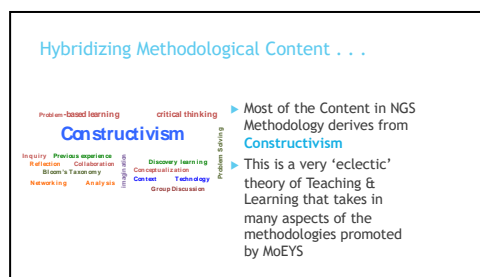 Hybridizing Methodological Content . . .
Problem-based learning critical thinking
Constructivism
Problem Solving
Inquiry Previous experience
Reflection Collaboration
Bloom's Taxonomy
Networking Analysis
imagination
Discovery learning
Conceptualization
Context Technology
Group Discussion
Most of the Content in NGS
Methodology derives from
Constructivism
This is a very ‘eclectic’
theory of Teaching &
Learning that takes in
many aspects of the
methodologies promoted
by MoEYS